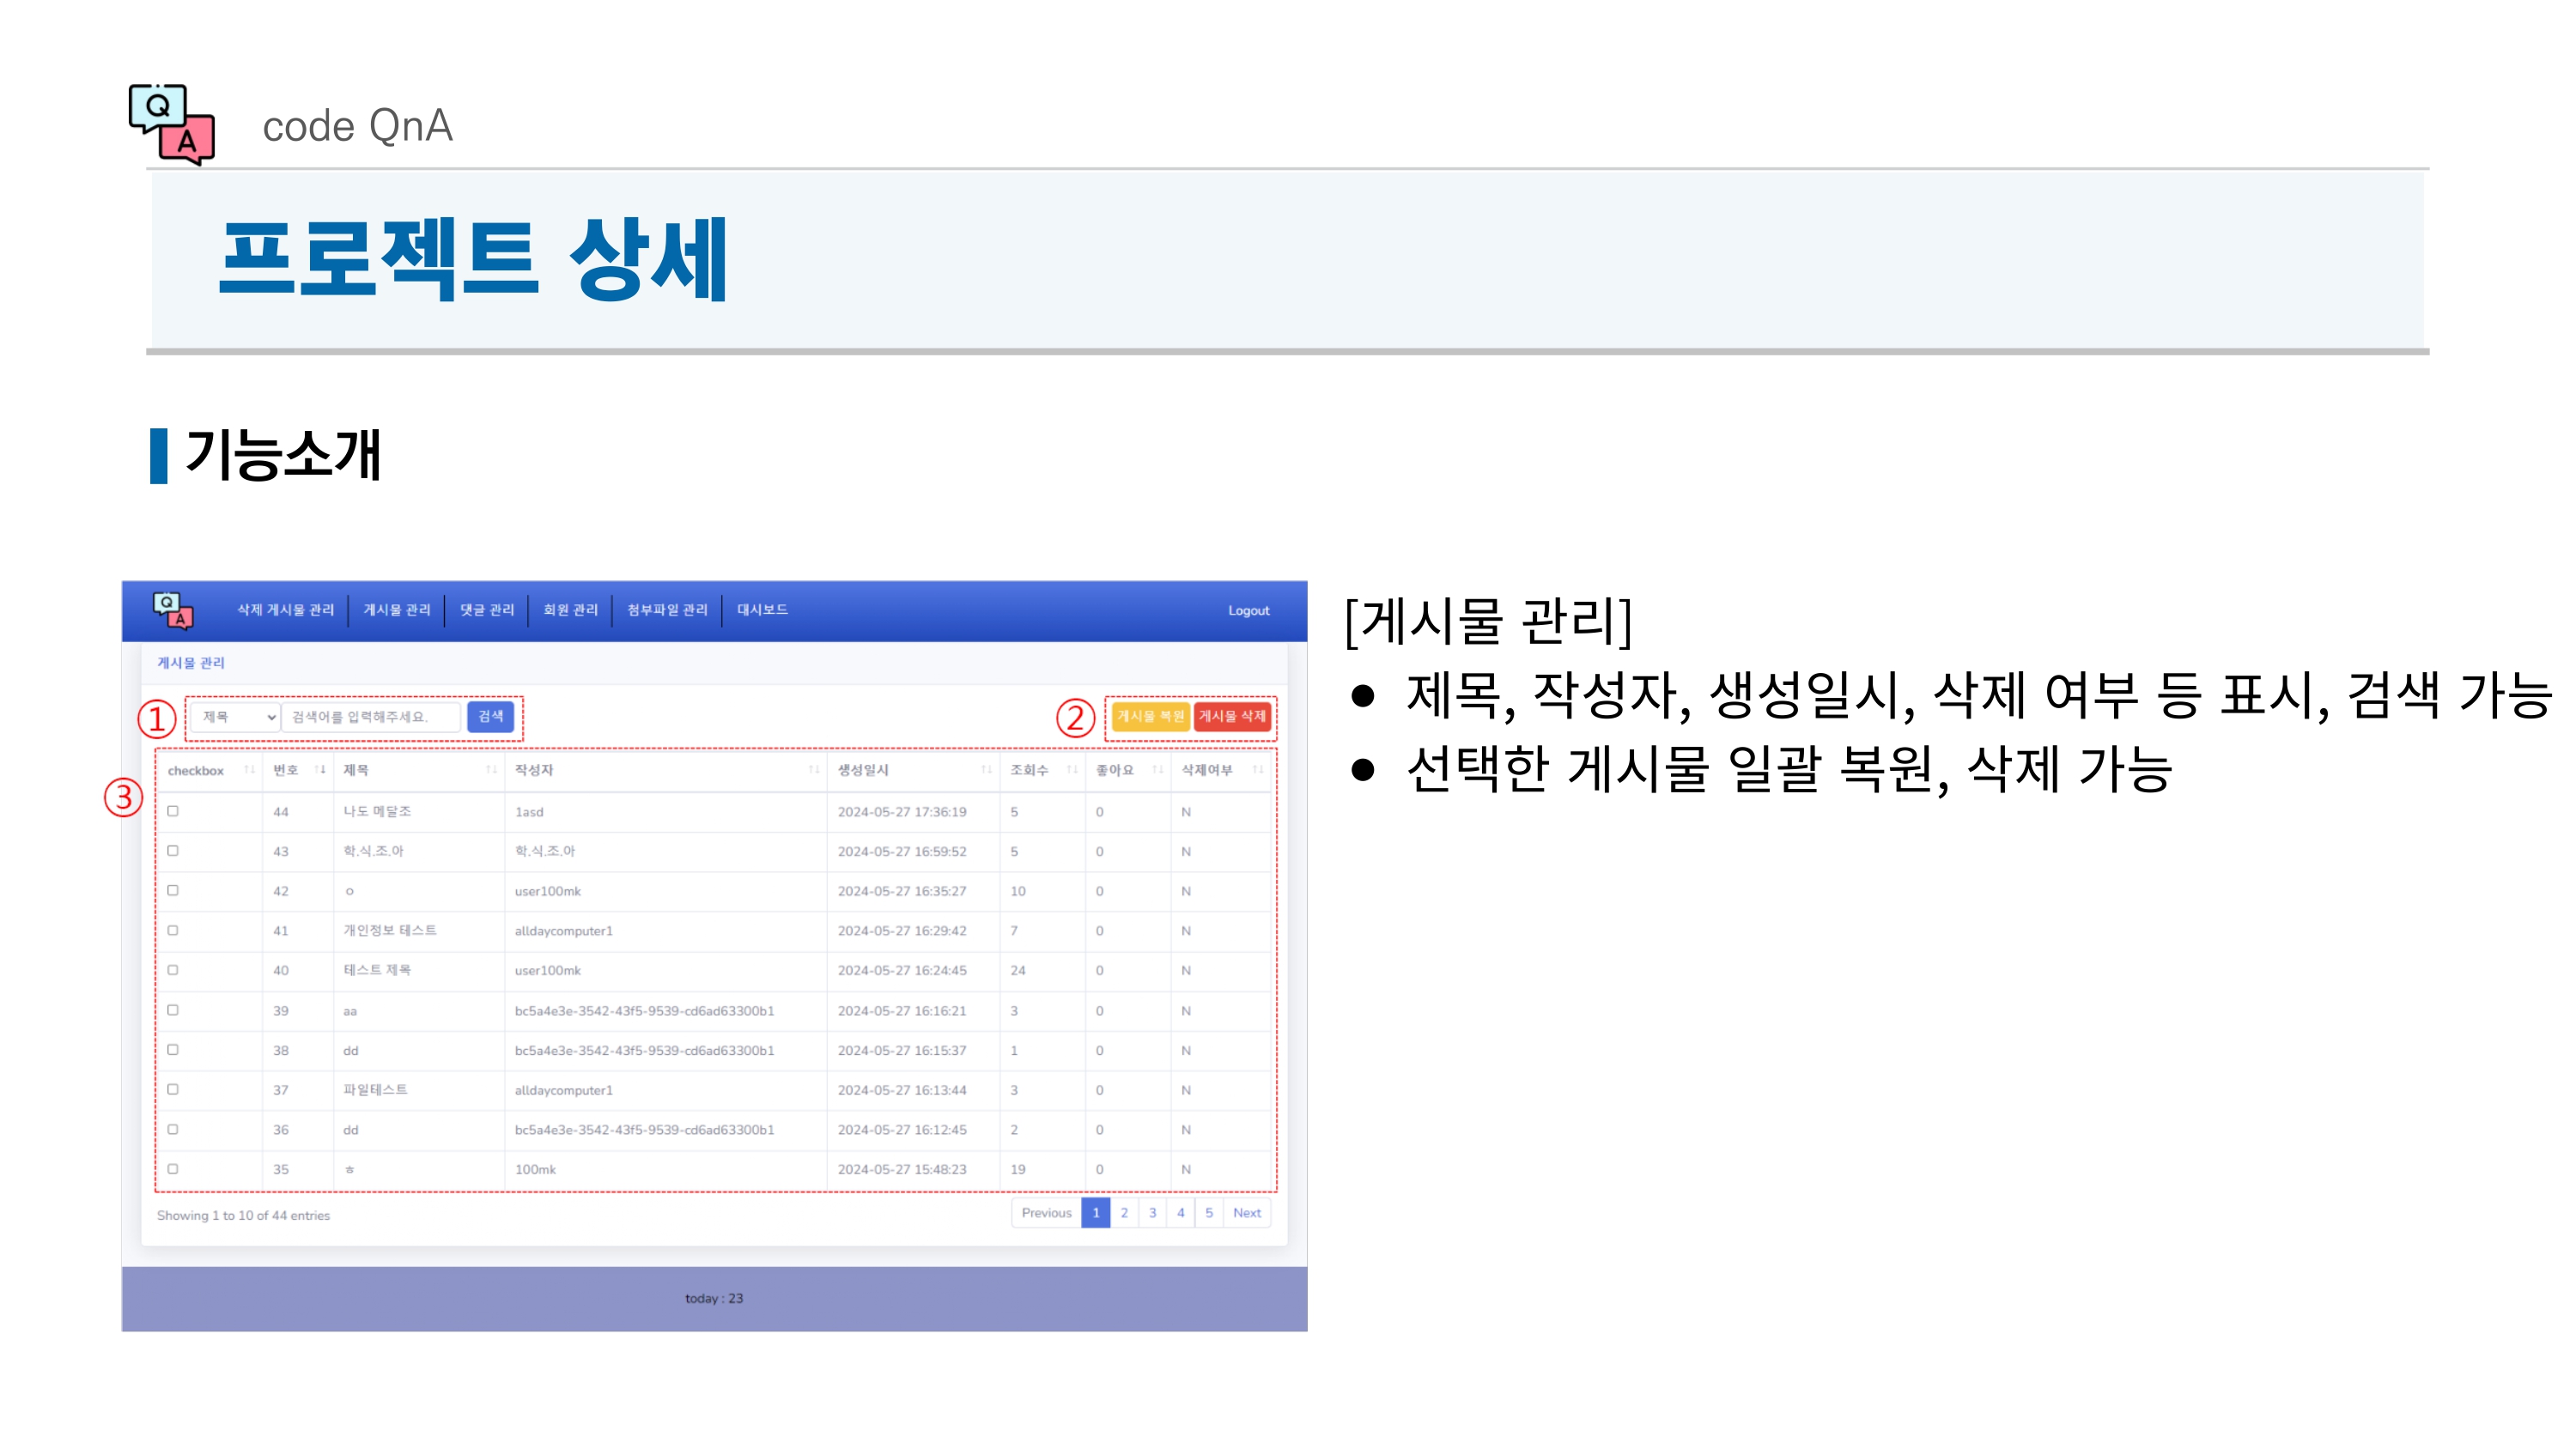 Q
A
code QnA
프로젝트 상세
기능소개
Q
A
삭제 게시물 관리 게시물 관리 댓글 관리 회원 관리 첨부파일 관리 대시보드 Logout
게시물 관리
① 제목 검색어를 입력해주세요. 검색 ② 게시물 복원 게시물 삭제
③
checkbox 번호 제목 작성자 생성일시 조회수 좋아요 삭제여부
44 나도 메달조 1asd 2024-05-27 17:36:19 5 0 N
43 학.식.조.아 학.식.조.아 2024-05-27 16:59:52 5 0 N
42 ㅇ user100mk 2024-05-27 16:35:27 10 0 N
41 개인정보 테스트 alldaycomputer1 2024-05-27 16:29:42 7 0 N
40 테스트 제목 user100mk 2024-05-27 16:24:45 24 0 N
39 aa bc5a4e3e-3542-43f5-9539-cd6ad63300b1 2024-05-27 16:16:21 3 0 N
38 dd bc5a4e3e-3542-43f5-9539-cd6ad63300b1 2024-05-27 16:15:37 1 0 N
37 파일테스트 alldaycomputer1 2024-05-27 16:13:44 3 0 N
36 dd bc5a4e3e-3542-43f5-9539-cd6ad63300b1 2024-05-27 16:12:45 2 0 N
35 ㅎ 100mk 2024-05-27 15:48:23 19 0 N
Showing 1 to 10 of 44 entries Previous 1 2 3 4 5 Next
today : 23
[게시물 관리]
● 제목, 작성자, 생성일시, 삭제 여부 등 표시, 검색 가능
● 선택한 게시물 일괄 복원, 삭제 가능